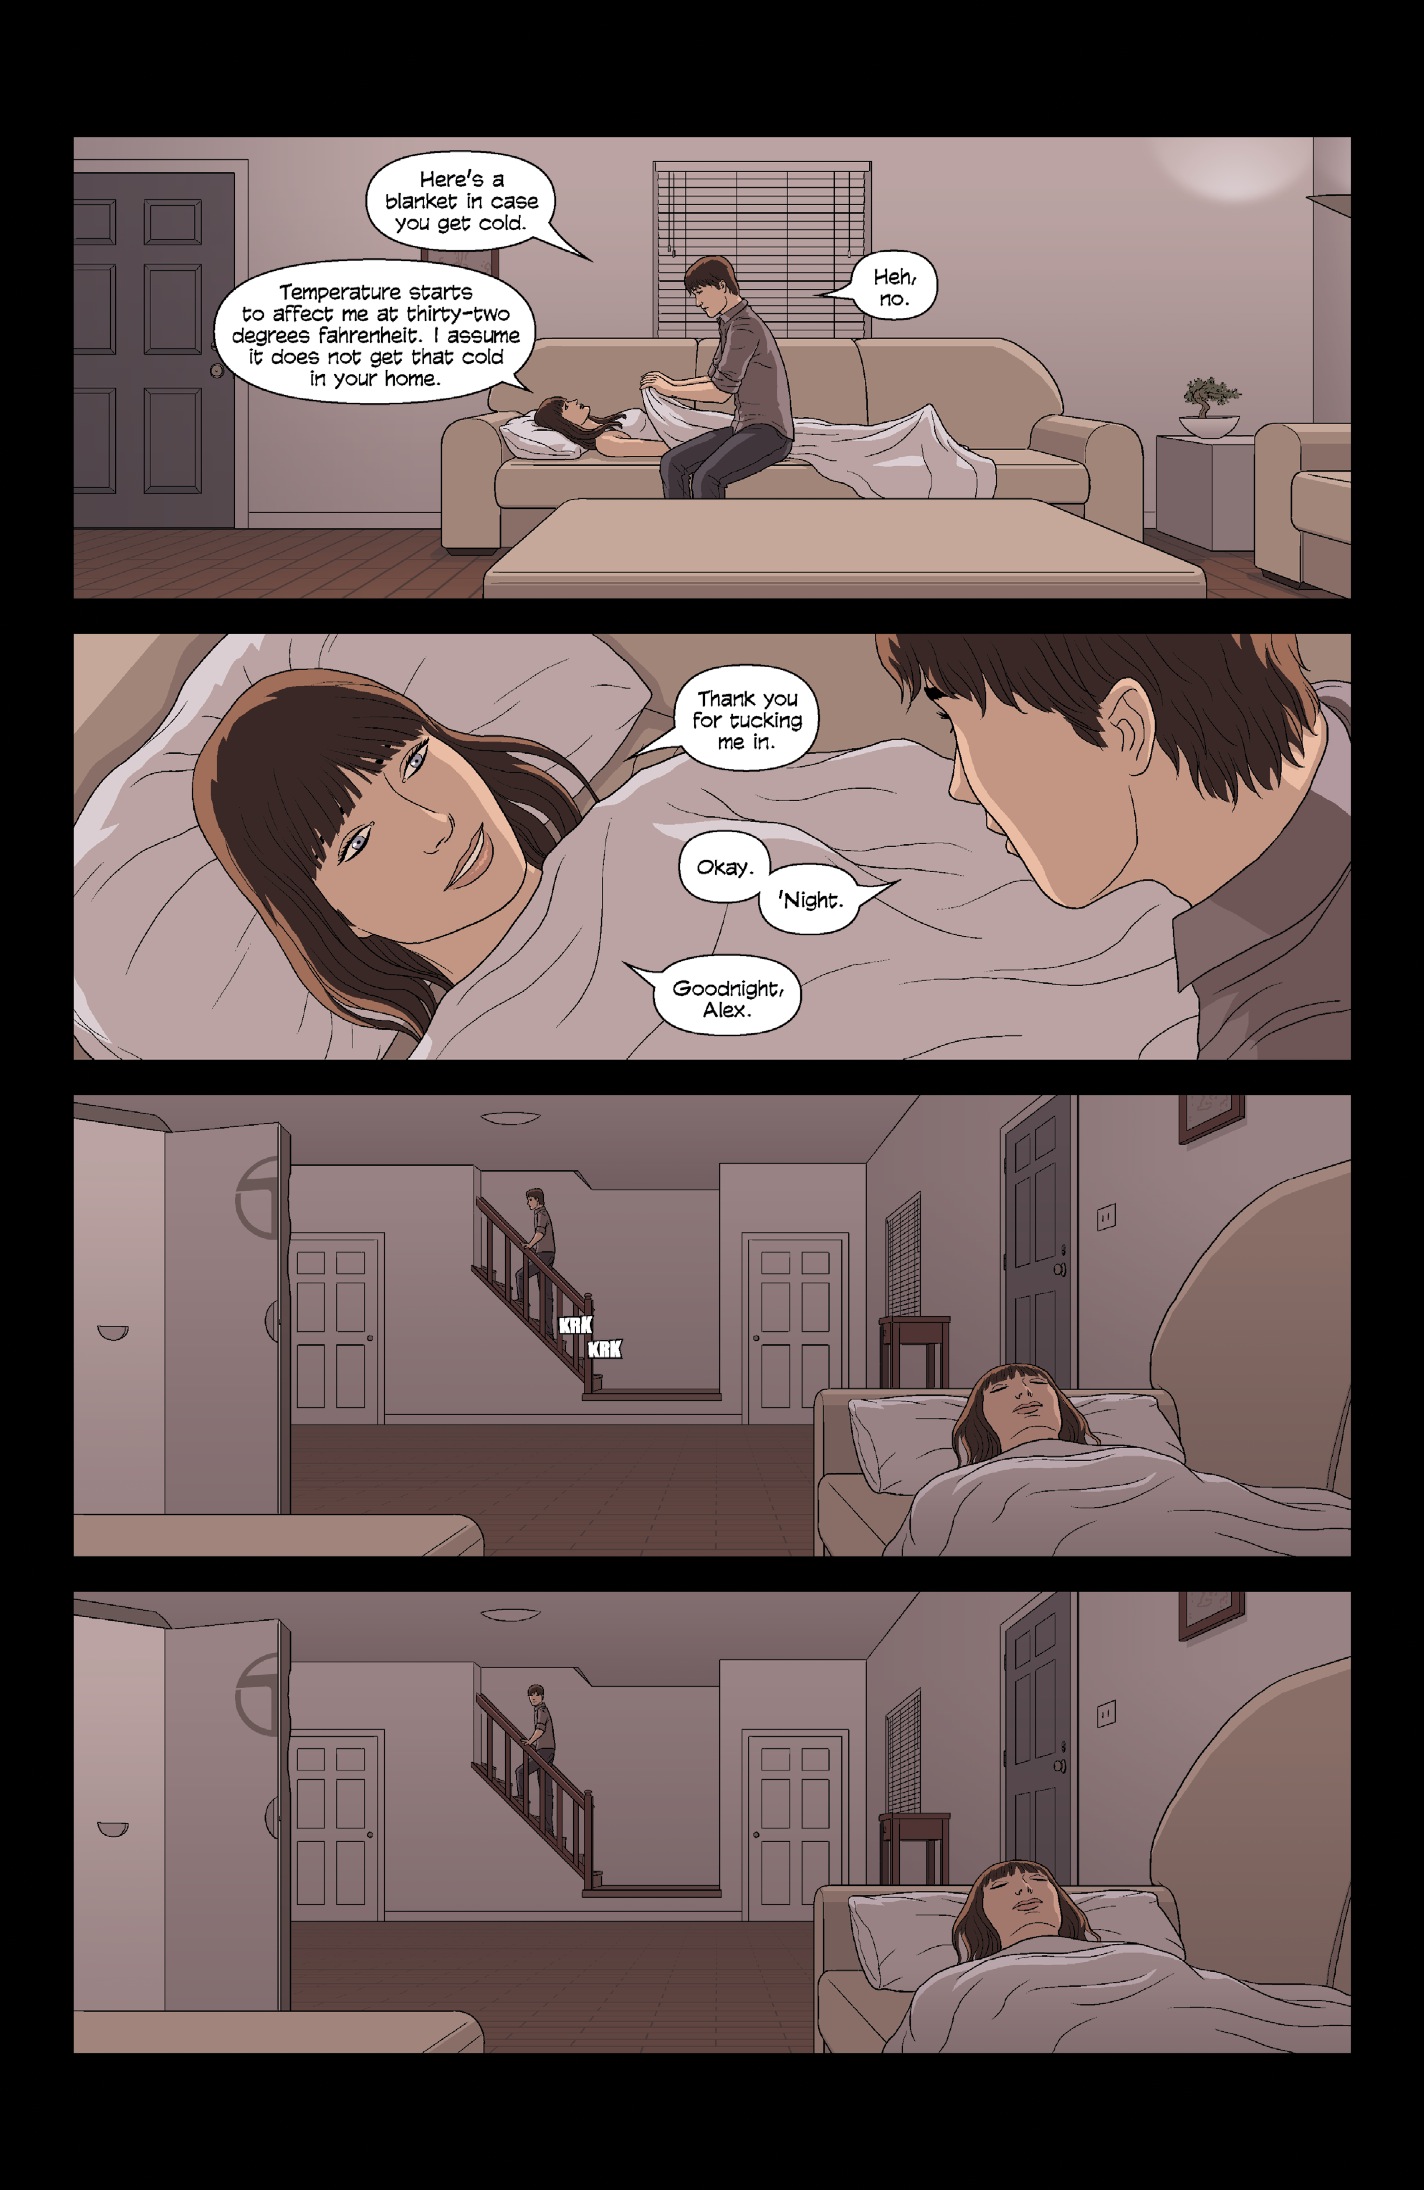 Here's a
blanket in case
you get cold.
Temperature starts
to affect me at thirty-two
degrees fahrenheit. I assume
it does not get that cold
in your home.
Heh,
no.
Thank you
for tucking
me in.
Okay.
'Night.
Goodnight,
Alex.
KRK
KRK